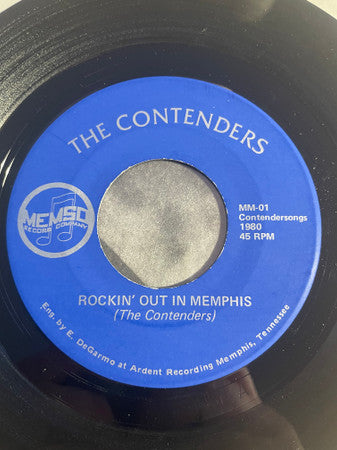 THE CONTENDERS
MEMSO
RECORD COMPANY
MM-01
Contendersongs
1980
45 RPM
ROCKIN' OUT IN MEMPHIS
(The Contenders)
Eng. by E. DeGarmo at Ardent Recording Memphis, Tennessee